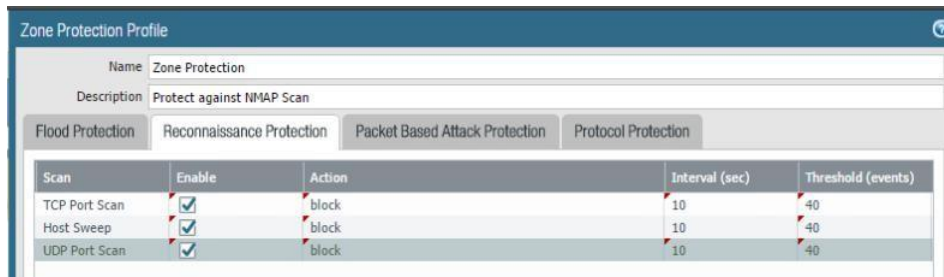 Zone Protection Profile
Name Zone Protection
Description Protect against NMAP Scan
Flood Protection Reconnaissance Protection Packet Based Attack Protection Protocol Protection
Scan Enable Action Interval (sec) Threshold (events)
TCP Port Scan block 10 40
Host Sweep block 10 40
UDP Port Scan block 10 40